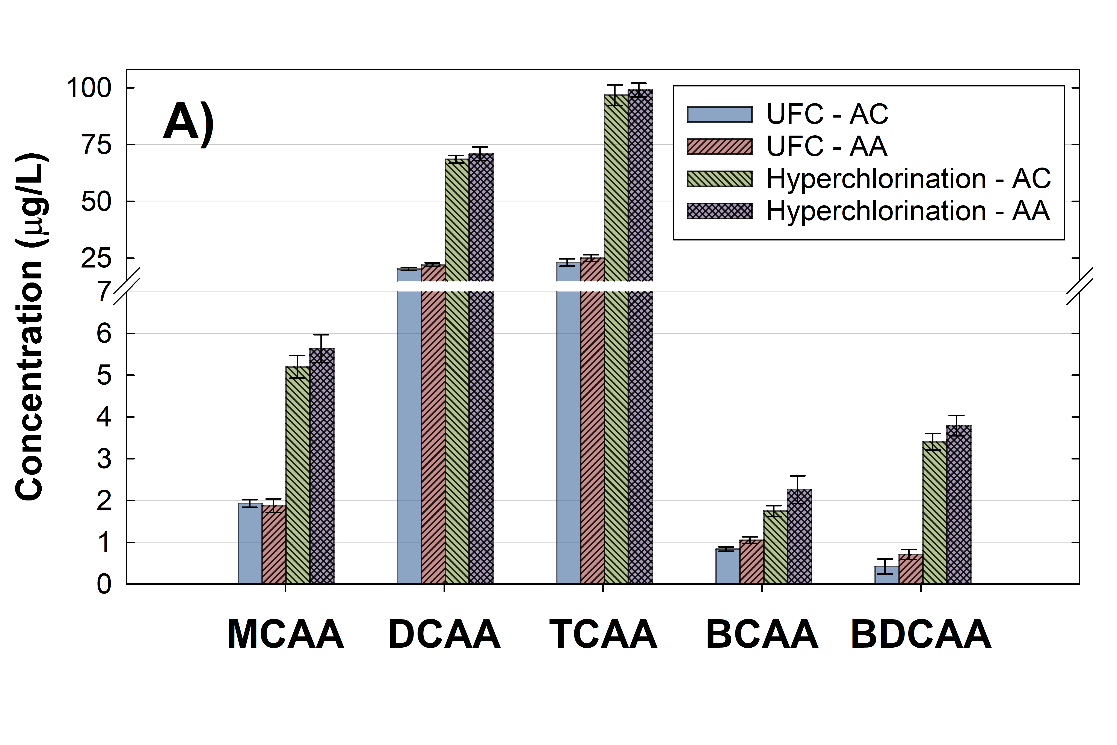 A)
UFC - AC
UFC - AA
Hyperchlorination - AC
Hyperchlorination - AA
Concentration (μg/L)
100
75
50
25
7
6
5
4
3
2
1
0
MCAA DCAA TCAA BCAA BDCAA